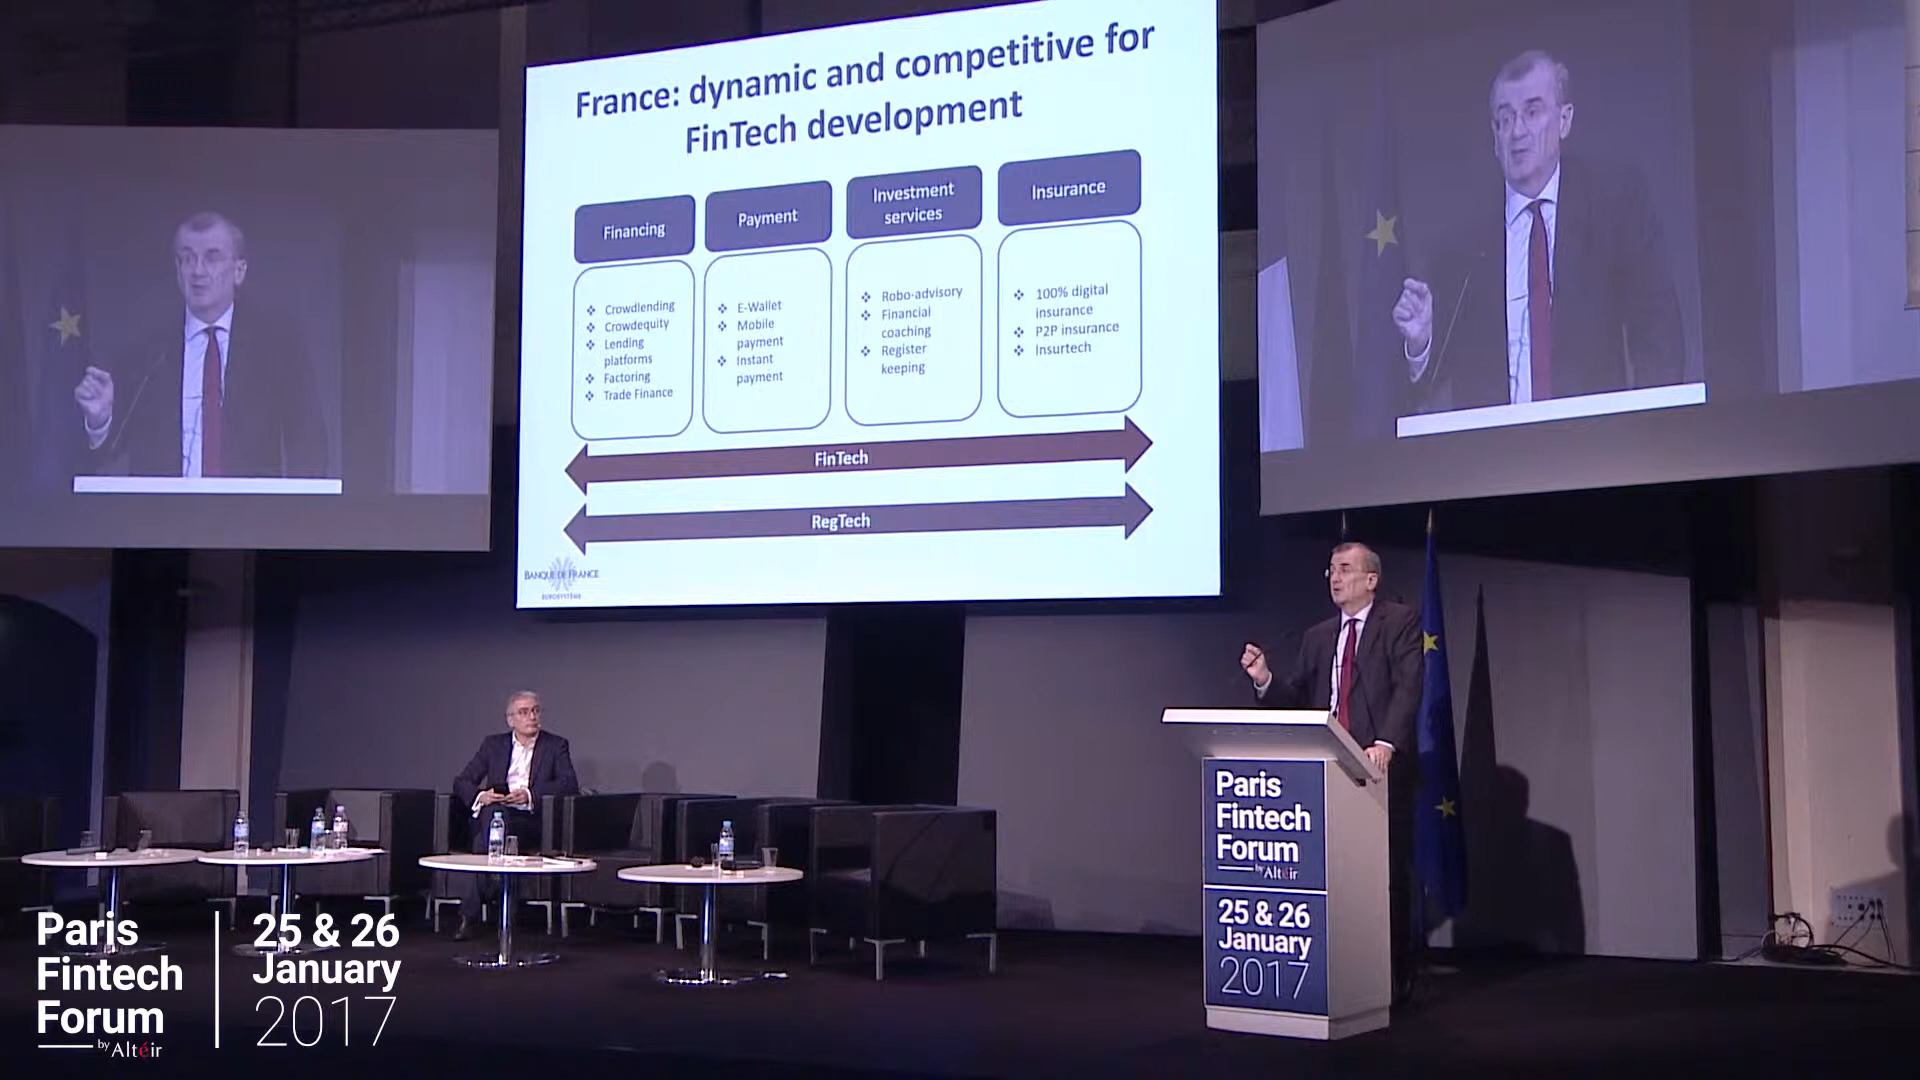 France: dynamic and competitive for
FinTech development
Financing
❖ Crowdlending
❖ Crowdequity
❖ Lending
platforms
❖ Factoring
❖ Trade Finance
Payment
❖ E-Wallet
❖ Mobile
payment
❖ Instant
payment
Investment
services
❖ Robo-advisory
❖ Financial
coaching
❖ Register
keeping
Insurance
❖ 100% digital
insurance
❖ P2P insurance
❖ Insurtech
FinTech
RegTech
BANQUE DE FRANCE
EUROSYSTÈME
Paris
Fintech
Forum
by Altéir
25 & 26
January
2017
Paris
Fintech
Forum
by Altéir
25 & 26
January
2017